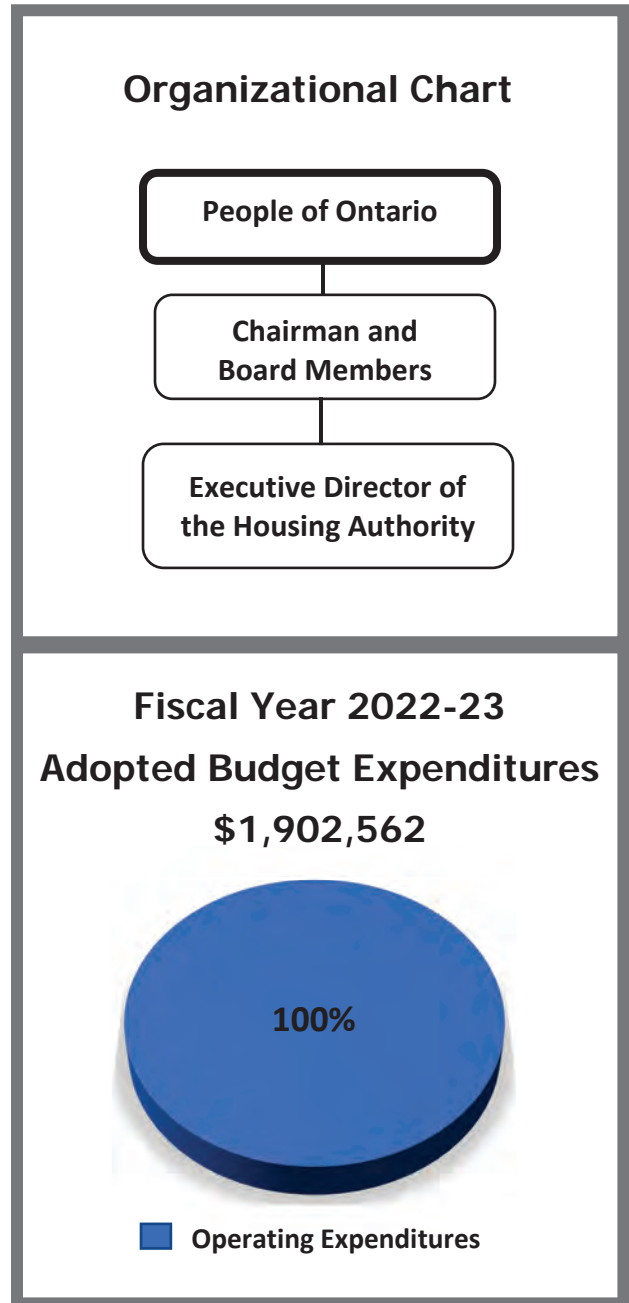 Organizational Chart
People of Ontario
Chairman and
Board Members
Executive Director of
the Housing Authority
Fiscal Year 2022-23
Adopted Budget Expenditures
$1,902,562
100%
Operating Expenditures